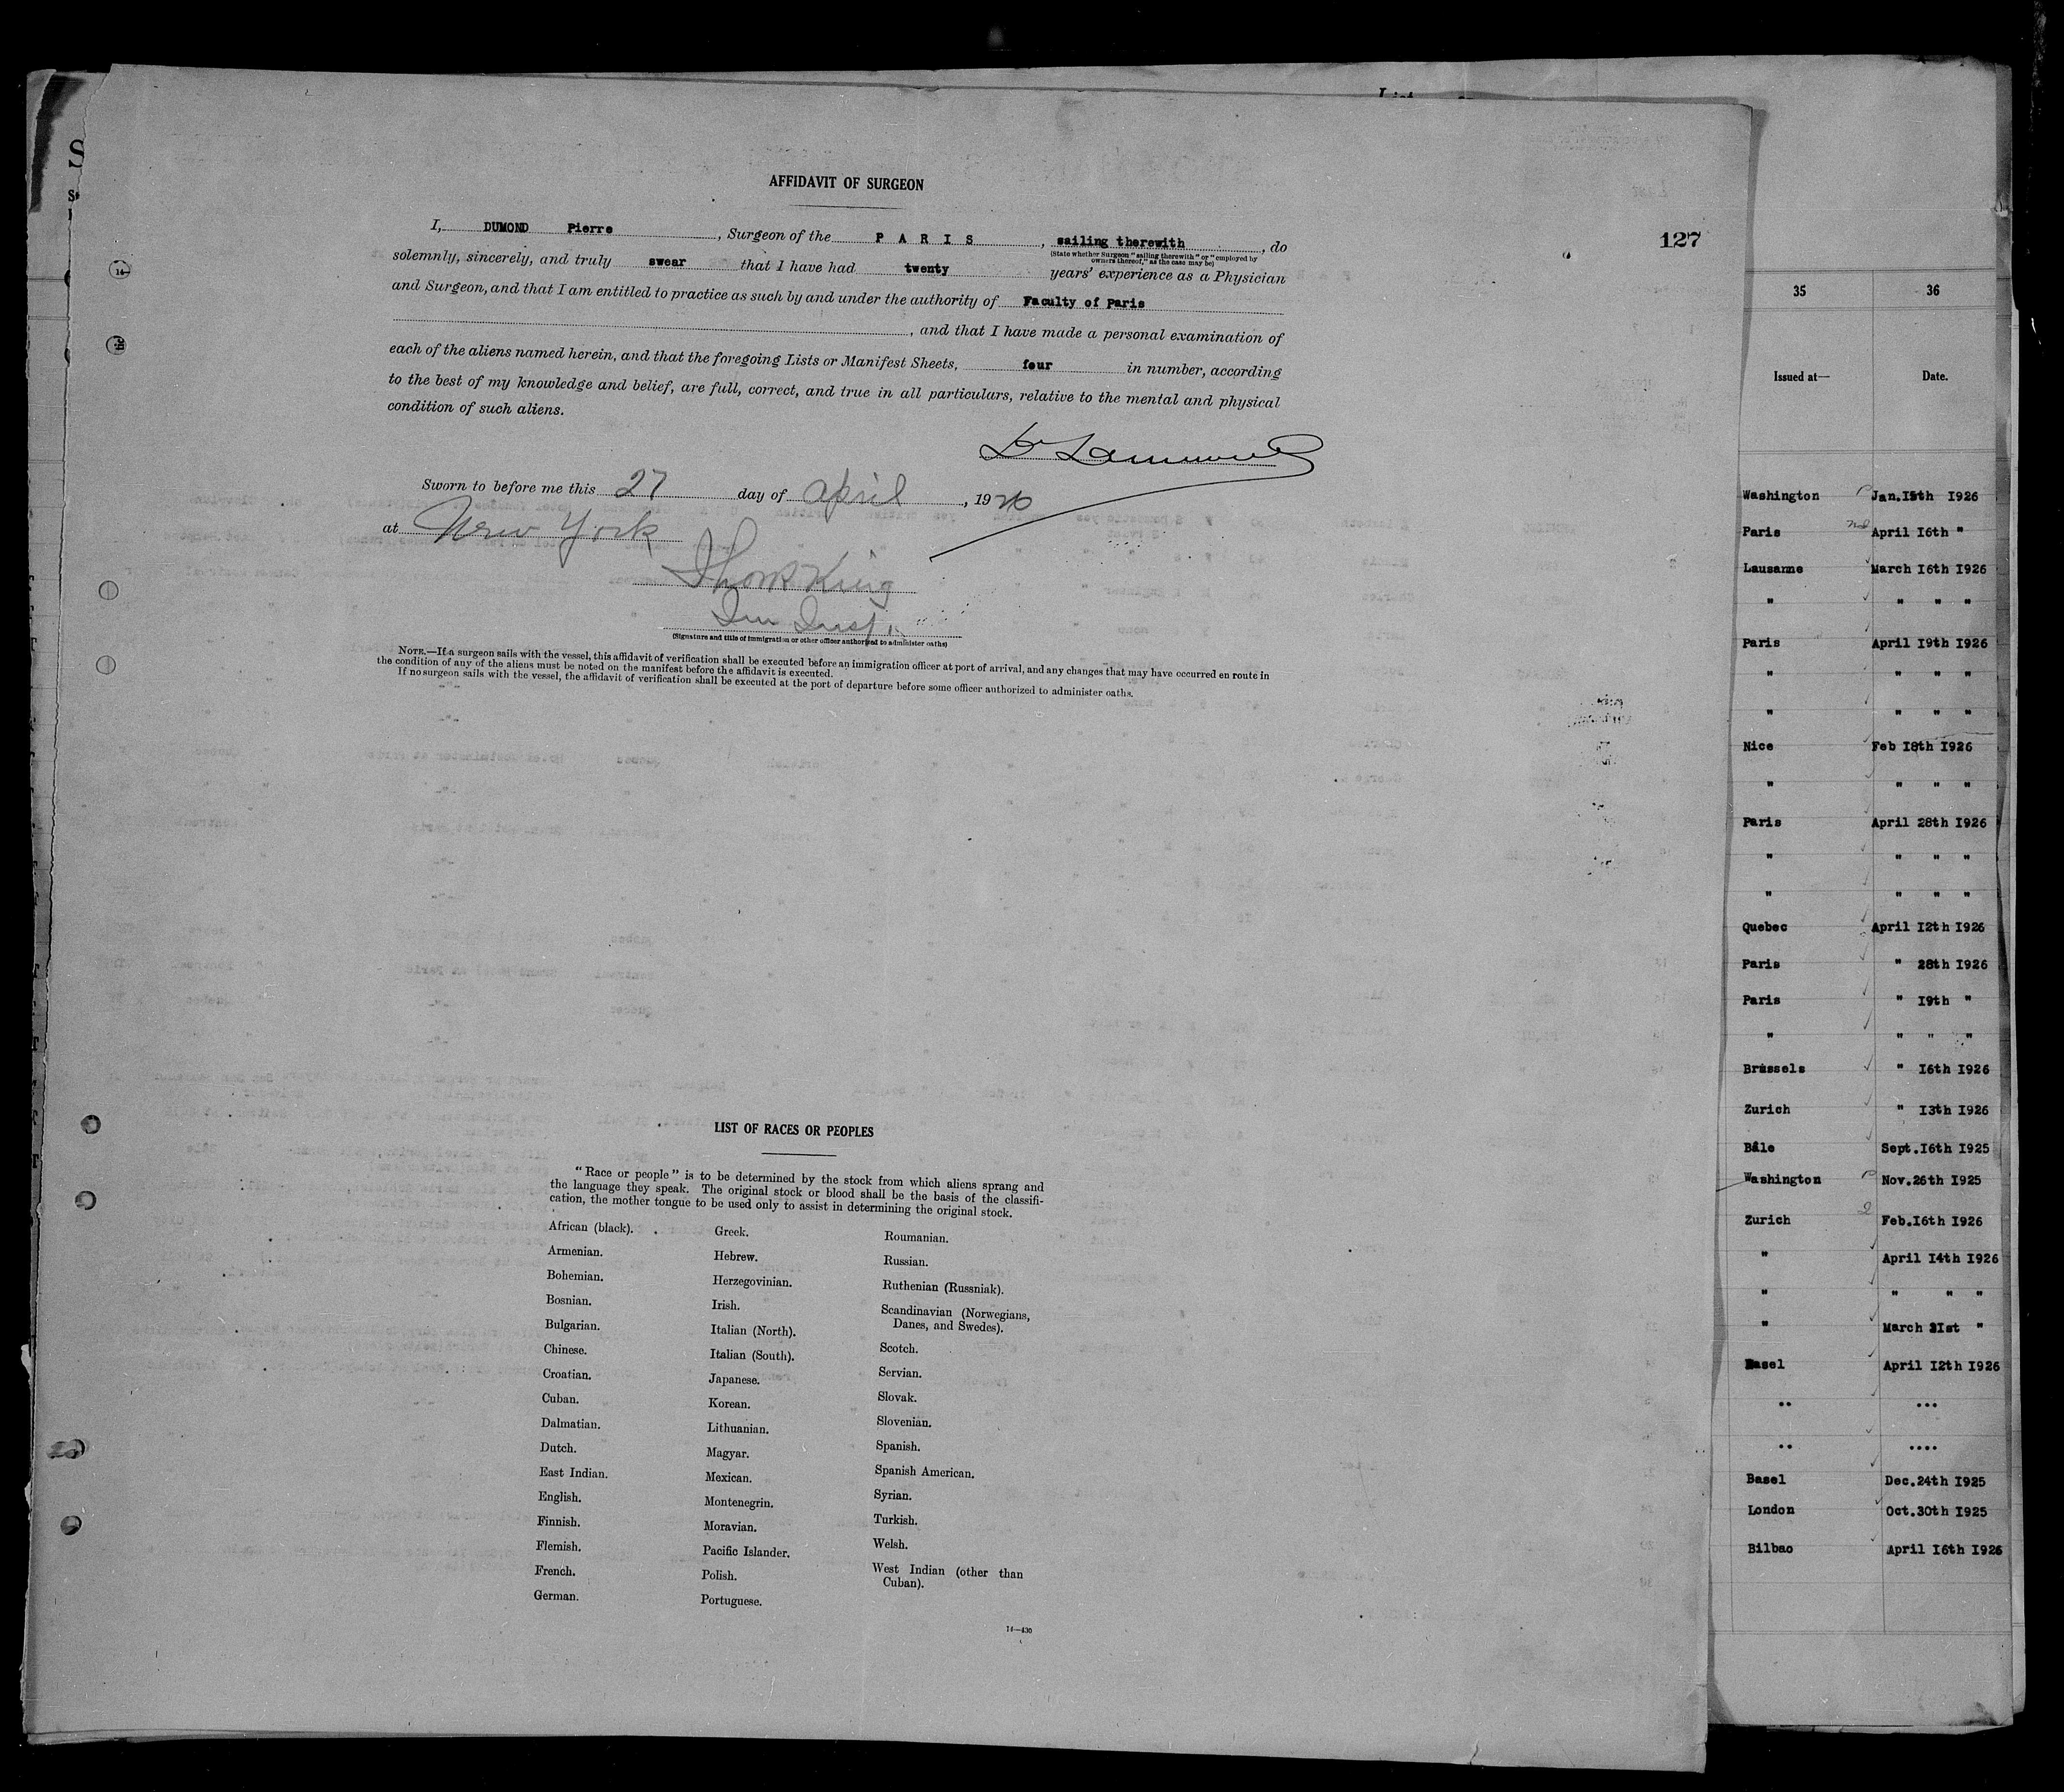 AFFIDAVIT OF SURGEON
127
I, DUMOND Pierre, Surgeon of the P A R I S, sailing therewith, do
(State whether Surgeon "sailing therewith" or "employed by
owners thereof," as the case may be)
solemnly, sincerely, and truly swear that I have had twenty years' experience as a Physician
and Surgeon, and that I am entitled to practice as such by and under the authority of Faculty of Paris
, and that I have made a personal examination of
each of the aliens named herein, and that the foregoing Lists or Manifest Sheets, four in number, according
to the best of my knowledge and belief, are full, correct, and true in all particulars, relative to the mental and physical
condition of such aliens.
Sworn to before me this 27 day of april, 1926
at New York
King
(Signature and title of immigration or other officer authorized to administer oaths)
NOTE.—If a surgeon sails with the vessel, this affidavit of verification shall be executed before an immigration officer at port of arrival, and any changes that may have occurred en route in
the condition of any of the aliens must be noted on the manifest before the affidavit is executed.
If no surgeon sails with the vessel, the affidavit of verification shall be executed at the port of departure before some officer authorized to administer oaths.
LIST OF RACES OR PEOPLES
"Race or people" is to be determined by the stock from which aliens sprang and
the language they speak. The original stock or blood shall be the basis of the classifi-
cation, the mother tongue to be used only to assist in determining the original stock.
African (black).
Armenian.
Bohemian.
Bosnian.
Bulgarian.
Chinese.
Croatian.
Cuban.
Dalmatian.
Dutch.
East Indian.
English.
Finnish.
Flemish.
French.
German.
Greek.
Hebrew.
Herzegovinian.
Irish.
Italian (North).
Italian (South).
Japanese.
Korean.
Lithuanian.
Magyar.
Mexican.
Montenegrin.
Moravian.
Pacific Islander.
Polish.
Portuguese.
Roumanian.
Russian.
Ruthenian (Russniak).
Scandinavian (Norwegians,
Danes, and Swedes).
Scotch.
Servian.
Slovak.
Slovenian.
Spanish.
Spanish American.
Syrian.
Turkish.
Welsh.
West Indian (other than
Cuban).
14—430
35 36
Issued at— Date.
Washington Jan.15th 1926
Paris April 16th "
Lausanne March 16th 1926
" " " "
Paris April 19th 1926
" " " "
" " " "
Nice Feb 18th 1926
" " " "
Paris April 28th 1926
" " " "
" " " "
Quebec April 12th 1926
Paris " 28th 1926
Paris " 19th "
" " " "
Brussels " 16th 1926
Zurich " 13th 1926
Bâle Sept.16th 1925
Washington Nov.26th 1925
Zurich Feb.16th 1926
" April 14th 1926
" " " "
" March 31st "
Basel April 12th 1926
.. ...
.. ....
Basel Dec.24th 1925
London Oct.30th 1925
Bilbao April 16th 1926